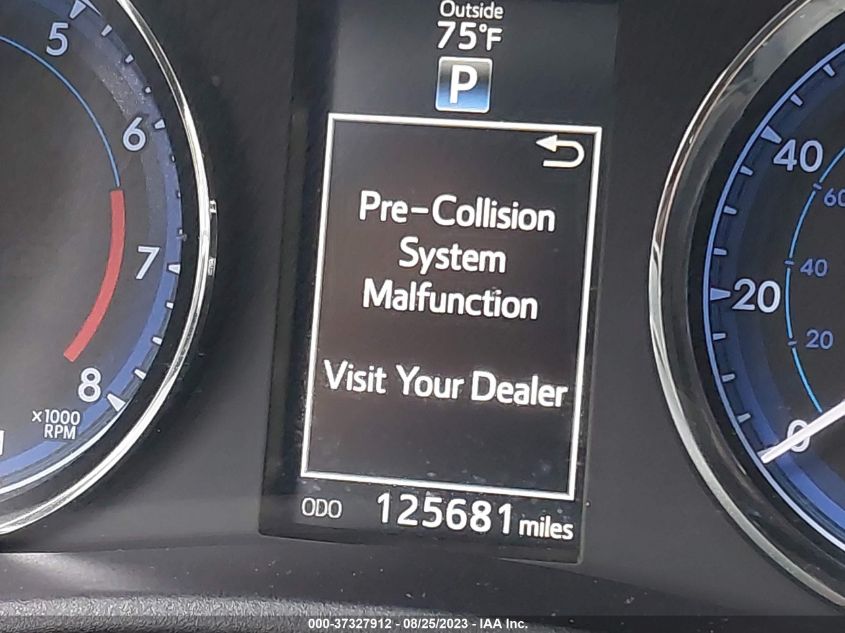 Outside
75°F
P
Pre-Collision
System
Malfunction
Visit Your Dealer
ODO 125681 miles
5
6
7
8
x1000
RPM
40
20
0
60
40
20
000-37327912 - 08/25/2023 - IAA Inc.